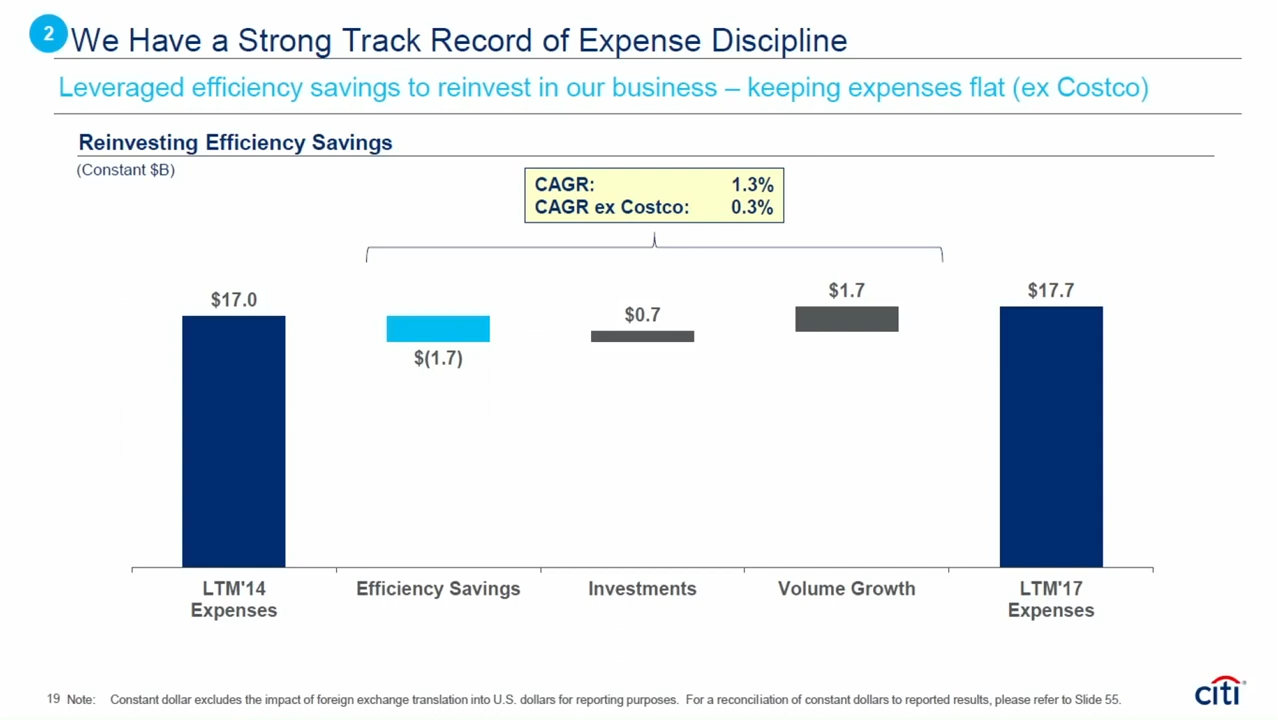 2
We Have a Strong Track Record of Expense Discipline
Leveraged efficiency savings to reinvest in our business – keeping expenses flat (ex Costco)
Reinvesting Efficiency Savings
(Constant $B)
CAGR: 1.3%
CAGR ex Costco: 0.3%
$17.0
$(1.7)
$0.7
$1.7
$17.7
LTM'14
Expenses
Efficiency Savings
Investments
Volume Growth
LTM'17
Expenses
19 Note: Constant dollar excludes the impact of foreign exchange translation into U.S. dollars for reporting purposes. For a reconciliation of constant dollars to reported results, please refer to Slide 55.
citi®